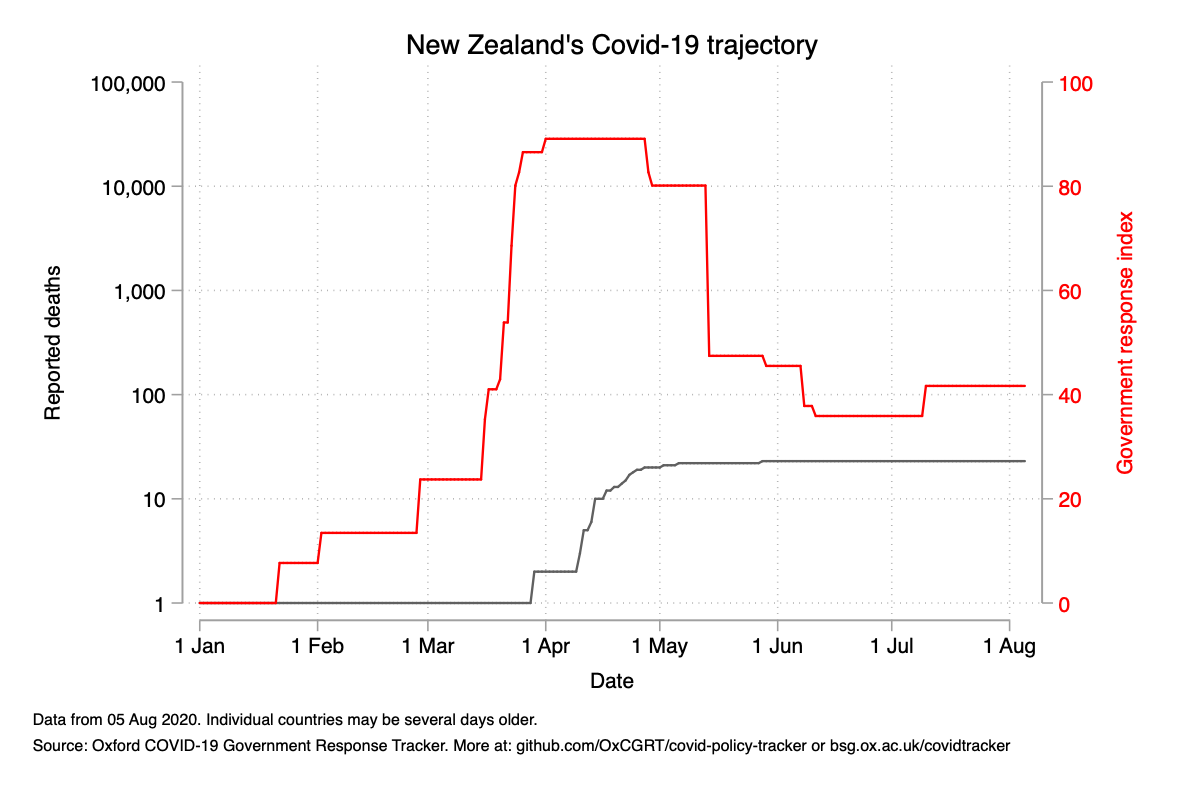 New Zealand's Covid-19 trajectory
100,000
10,000
1,000
100
10
1
Reported deaths
100
80
60
40
20
0
Government response index
1 Jan 1 Feb 1 Mar 1 Apr 1 May 1 Jun 1 Jul 1 Aug
Date
Data from 05 Aug 2020. Individual countries may be several days older.
Source: Oxford COVID-19 Government Response Tracker. More at: github.com/OxCGRT/covid-policy-tracker or bsg.ox.ac.uk/covidtracker